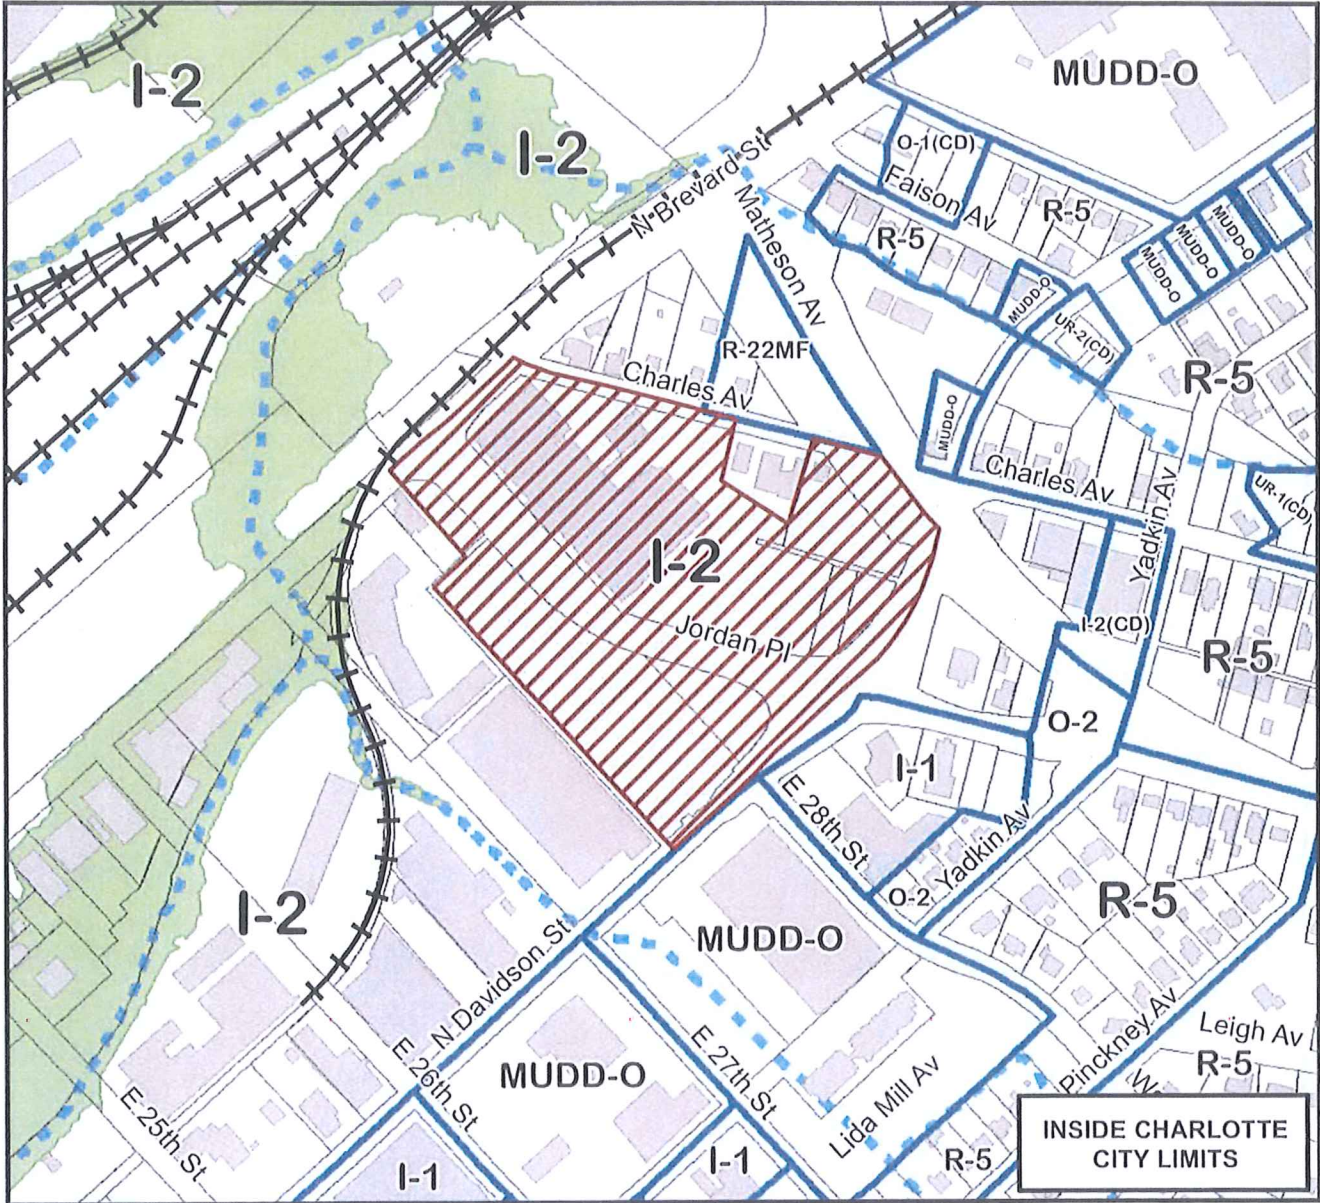 I-2
MUDD-O
I-2
O-1(CD)
N Brevard St
Faison Av
R-5
MUDD-O
MUDD-O
MUDD-O
Matheson Av
R-5
MUDD-O
UR-2(CD)
R-22MF
R-5
Charles Av
MUDD-O
Charles Av
UR-1(CD)
Yadkin Av
I-2
I-2(CD)
Jordan Pl
R-5
O-2
I-1
E 28th St
Yadkin Av
O-2
R-5
I-2
MUDD-O
N Davidson St
Leigh Av
Pinckney Av
R-5
E 26th St
MUDD-O
E 27th St
Lida Mill Av
E 25th St
INSIDE CHARLOTTE
CITY LIMITS
R-5
I-1
I-1